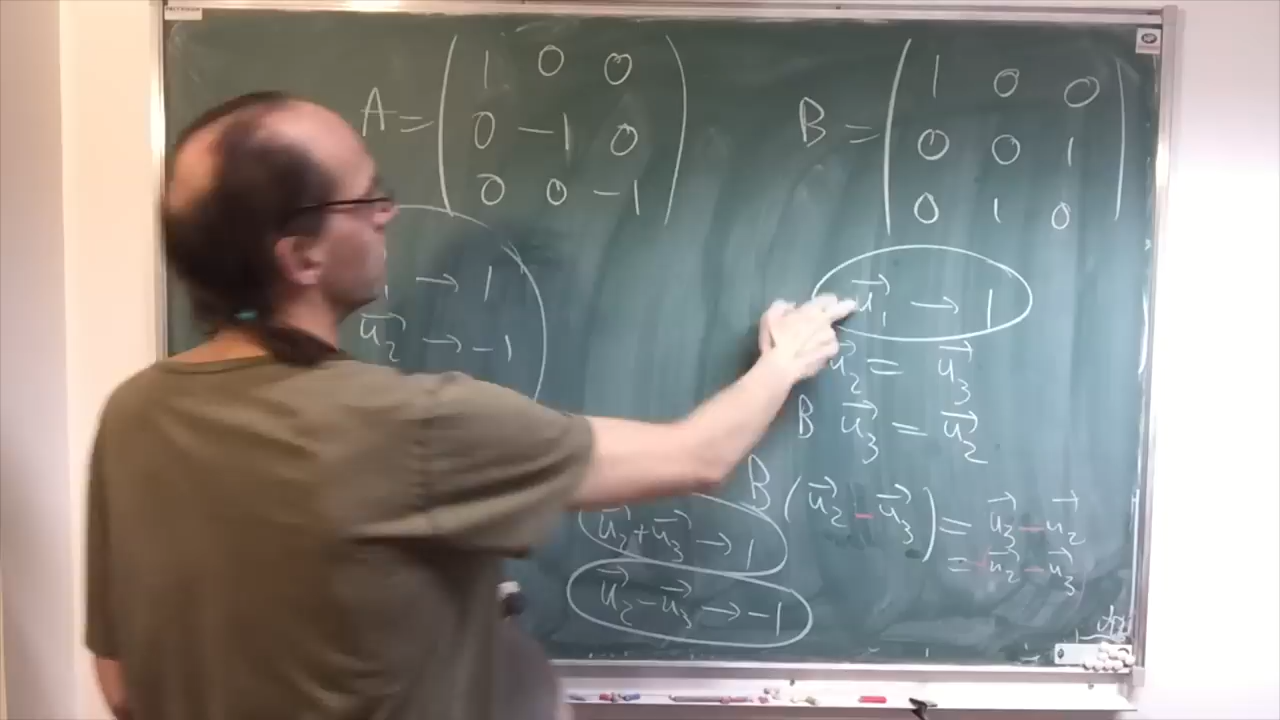 A = ( 1 0 0
0 -1 0
0 0 -1 )
→ 1
u⃗₂ → -1
B = ( 1 0 0
0 0 1
0 1 0 )
u⃗₁ → 1
u⃗₂ = u⃗₃
B u⃗₃ = u⃗₂
B ( u⃗₂ - u⃗₃ ) = u⃗₃ - u⃗₂
= u⃗₂ - u⃗₃
u⃗₂ + u⃗₃ → 1
u⃗₂ - u⃗₃ → -1